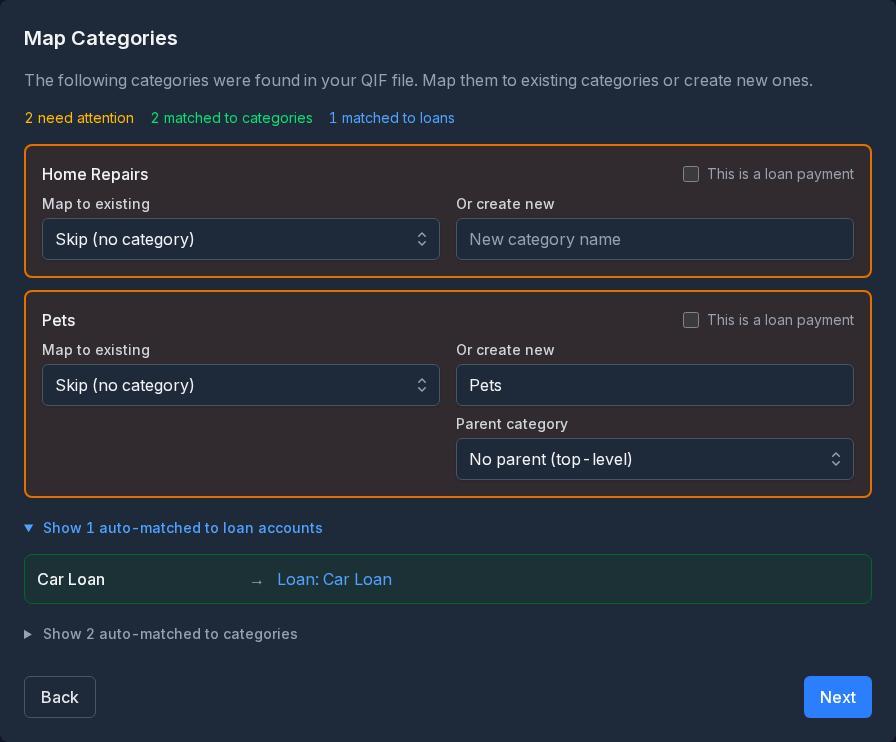 Map Categories
The following categories were found in your QIF file. Map them to existing categories or create new ones.
2 need attention 2 matched to categories 1 matched to loans
Home Repairs This is a loan payment
Map to existing Or create new
Skip (no category) New category name
Pets This is a loan payment
Map to existing Or create new
Skip (no category) Pets
Parent category
No parent (top-level)
▼ Show 1 auto-matched to loan accounts
Car Loan → Loan: Car Loan
▶ Show 2 auto-matched to categories
Back Next